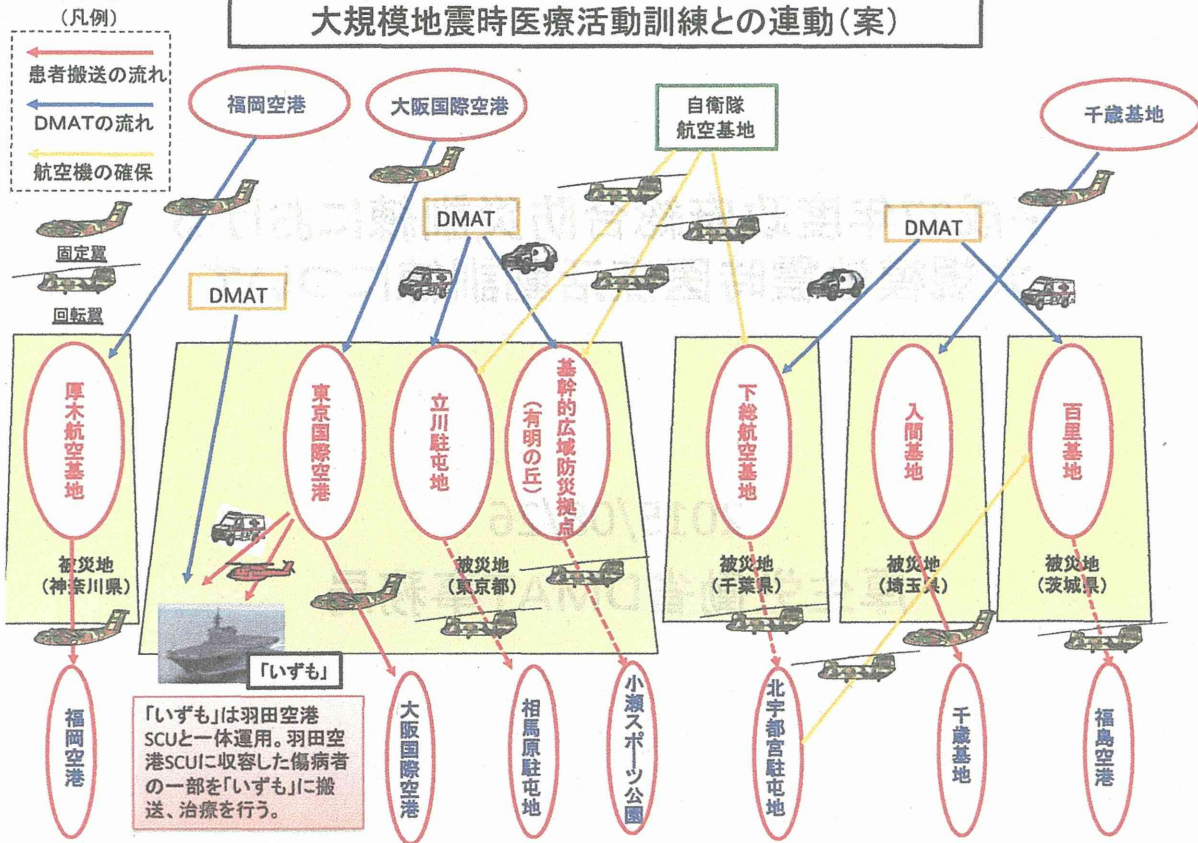 大規模地震時医療活動訓練との連動(案)
(凡例)
患者搬送の流れ
DMATの流れ
航空機の確保
固定翼
回転翼
福岡空港
大阪国際空港
自衛隊
航空基地
千歳基地
DMAT
DMAT
DMAT
厚木航空基地
東京国際空港
立川駐屯地
基幹的広域防災拠点
(有明の丘)
下総航空基地
入間基地
百里基地
被災地
(神奈川県)
被災地
(東京都)
被災地
(千葉県)
被災地
(埼玉県)
被災地
(茨城県)
「いずも」
「いずも」は羽田空港
SCUと一体運用。羽田空
港SCUに収容した傷病者
の一部を「いずも」に搬
送、治療を行う。
福岡空港
大阪国際空港
相馬原駐屯地
小瀬スポーツ公園
北宇都宮駐屯地
千歳基地
福島空港